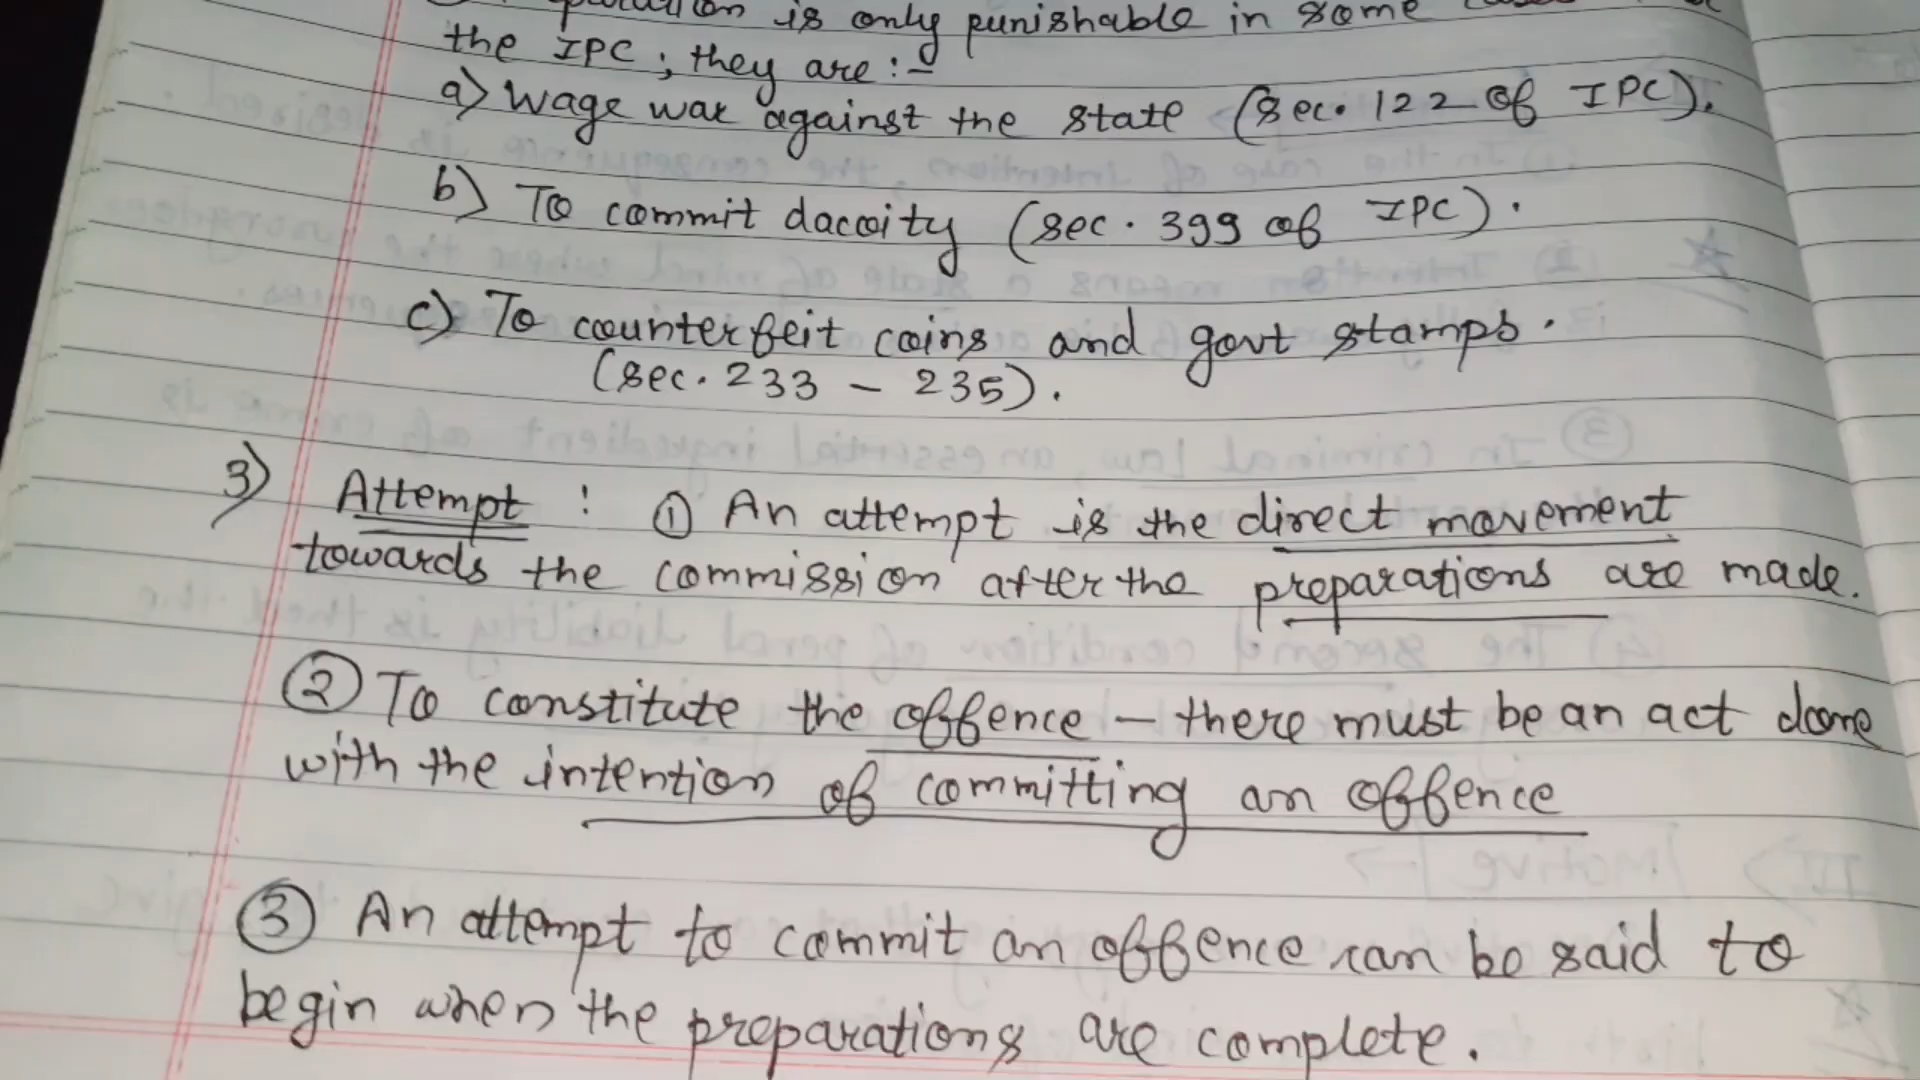 is only punishable in some
the IPC; they are :-
a) Wage war against the state (sec. 122 of IPC).
b) To commit dacoity (sec. 399 of IPC).
c) To counterfeit coins and govt stamps.
(sec. 233 - 235).
3) Attempt : ① An attempt is the direct movement
towards the commission after the preparations are made.
② To constitute the offence - there must be an act done
with the intention of committing an offence
③ An attempt to commit an offence can be said to
begin when the preparations are complete.